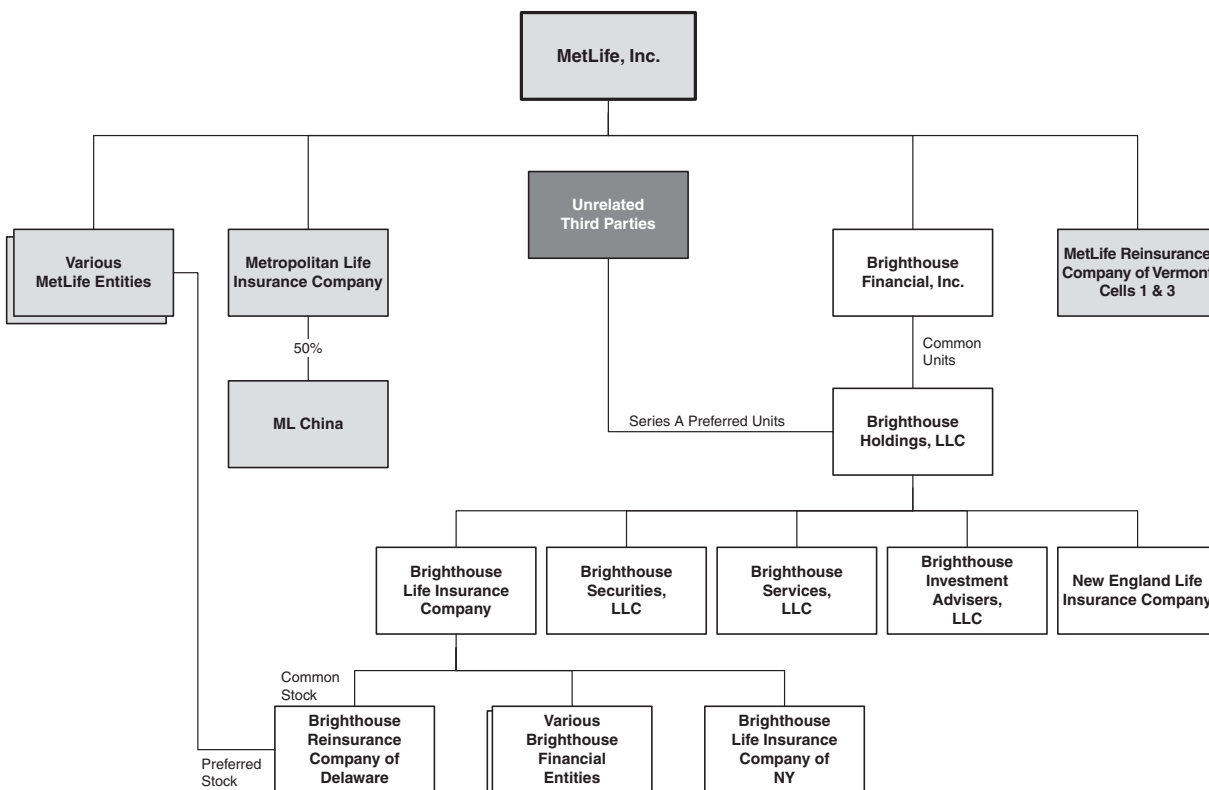 MetLife, Inc.
Unrelated
Third Parties
Various
MetLife Entities
Metropolitan Life
Insurance Company
Brighthouse
Financial, Inc.
MetLife Reinsurance
Company of Vermont
Cells 1 & 3
50%
Common
Units
ML China
Series A Preferred Units
Brighthouse
Holdings, LLC
Brighthouse
Life Insurance
Company
Brighthouse
Securities,
LLC
Brighthouse
Services,
LLC
Brighthouse
Investment
Advisers,
LLC
New England Life
Insurance Company
Common
Stock
Preferred
Stock
Brighthouse
Reinsurance
Company of
Delaware
Various
Brighthouse
Financial
Entities
Brighthouse
Life Insurance
Company of
NY